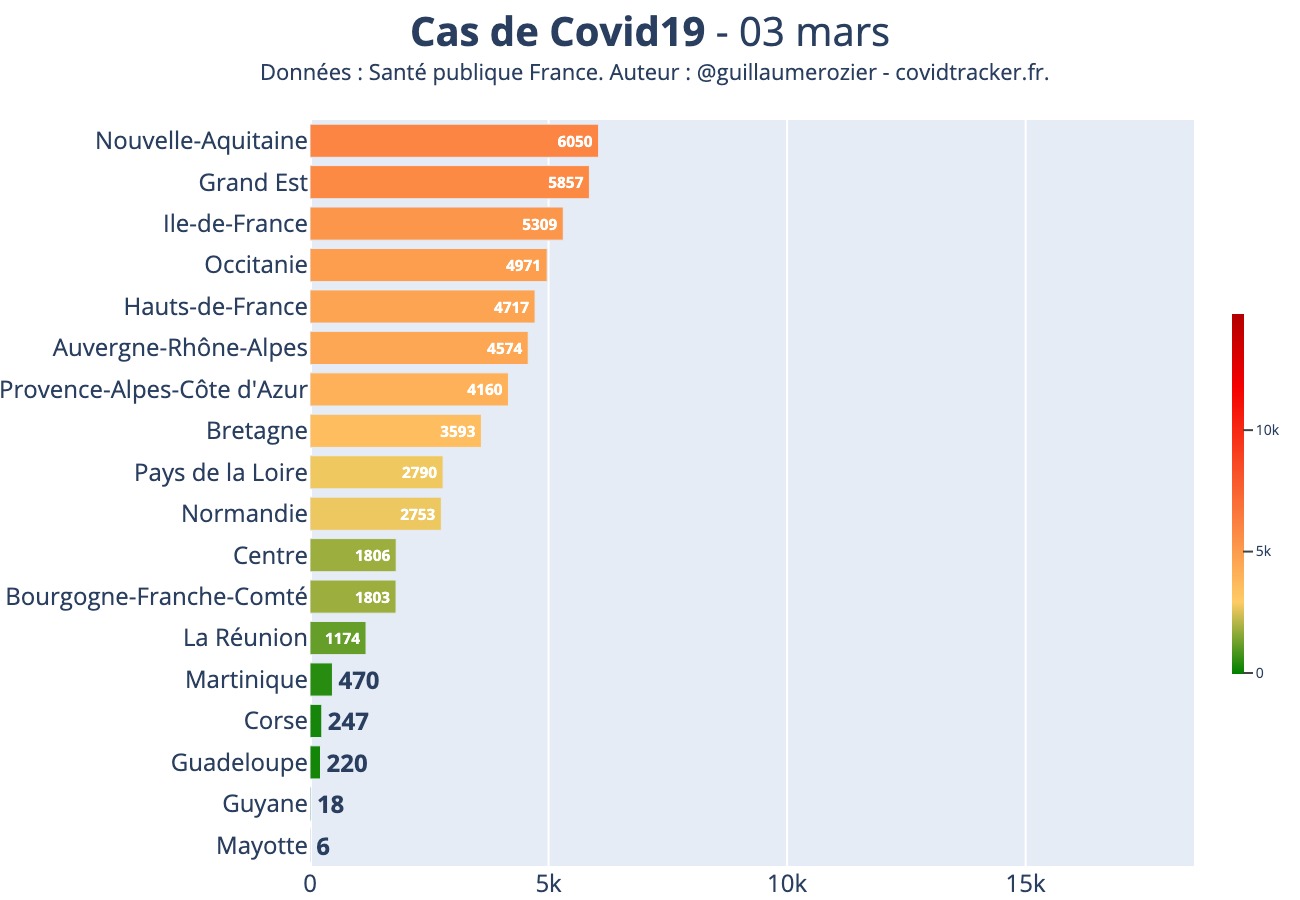 Cas de Covid19 - 03 mars
Données : Santé publique France. Auteur : @guillaumerozier - covidtracker.fr.
Nouvelle-Aquitaine 6050
Grand Est 5857
Ile-de-France 5309
Occitanie 4971
Hauts-de-France 4717
Auvergne-Rhône-Alpes 4574
Provence-Alpes-Côte d'Azur 4160
Bretagne 3593
Pays de la Loire 2790
Normandie 2753
Centre 1806
Bourgogne-Franche-Comté 1803
La Réunion 1174
Martinique 470
Corse 247
Guadeloupe 220
Guyane 18
Mayotte 6
0 5k 10k 15k
10k
5k
0